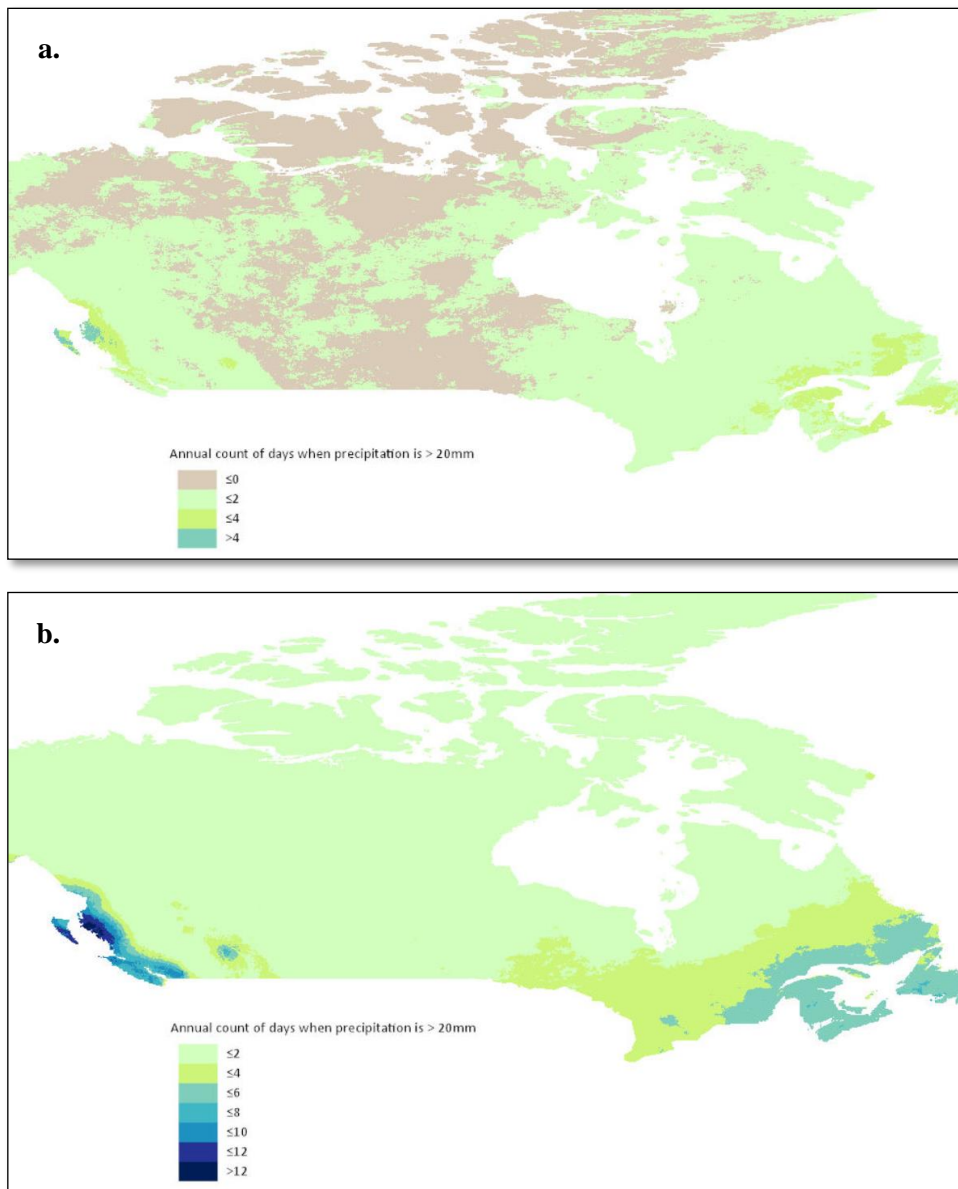 a.
Annual count of days when precipitation is > 20mm
≤0
≤2
≤4
>4
b.
Annual count of days when precipitation is > 20mm
≤2
≤4
≤6
≤8
≤10
≤12
>12